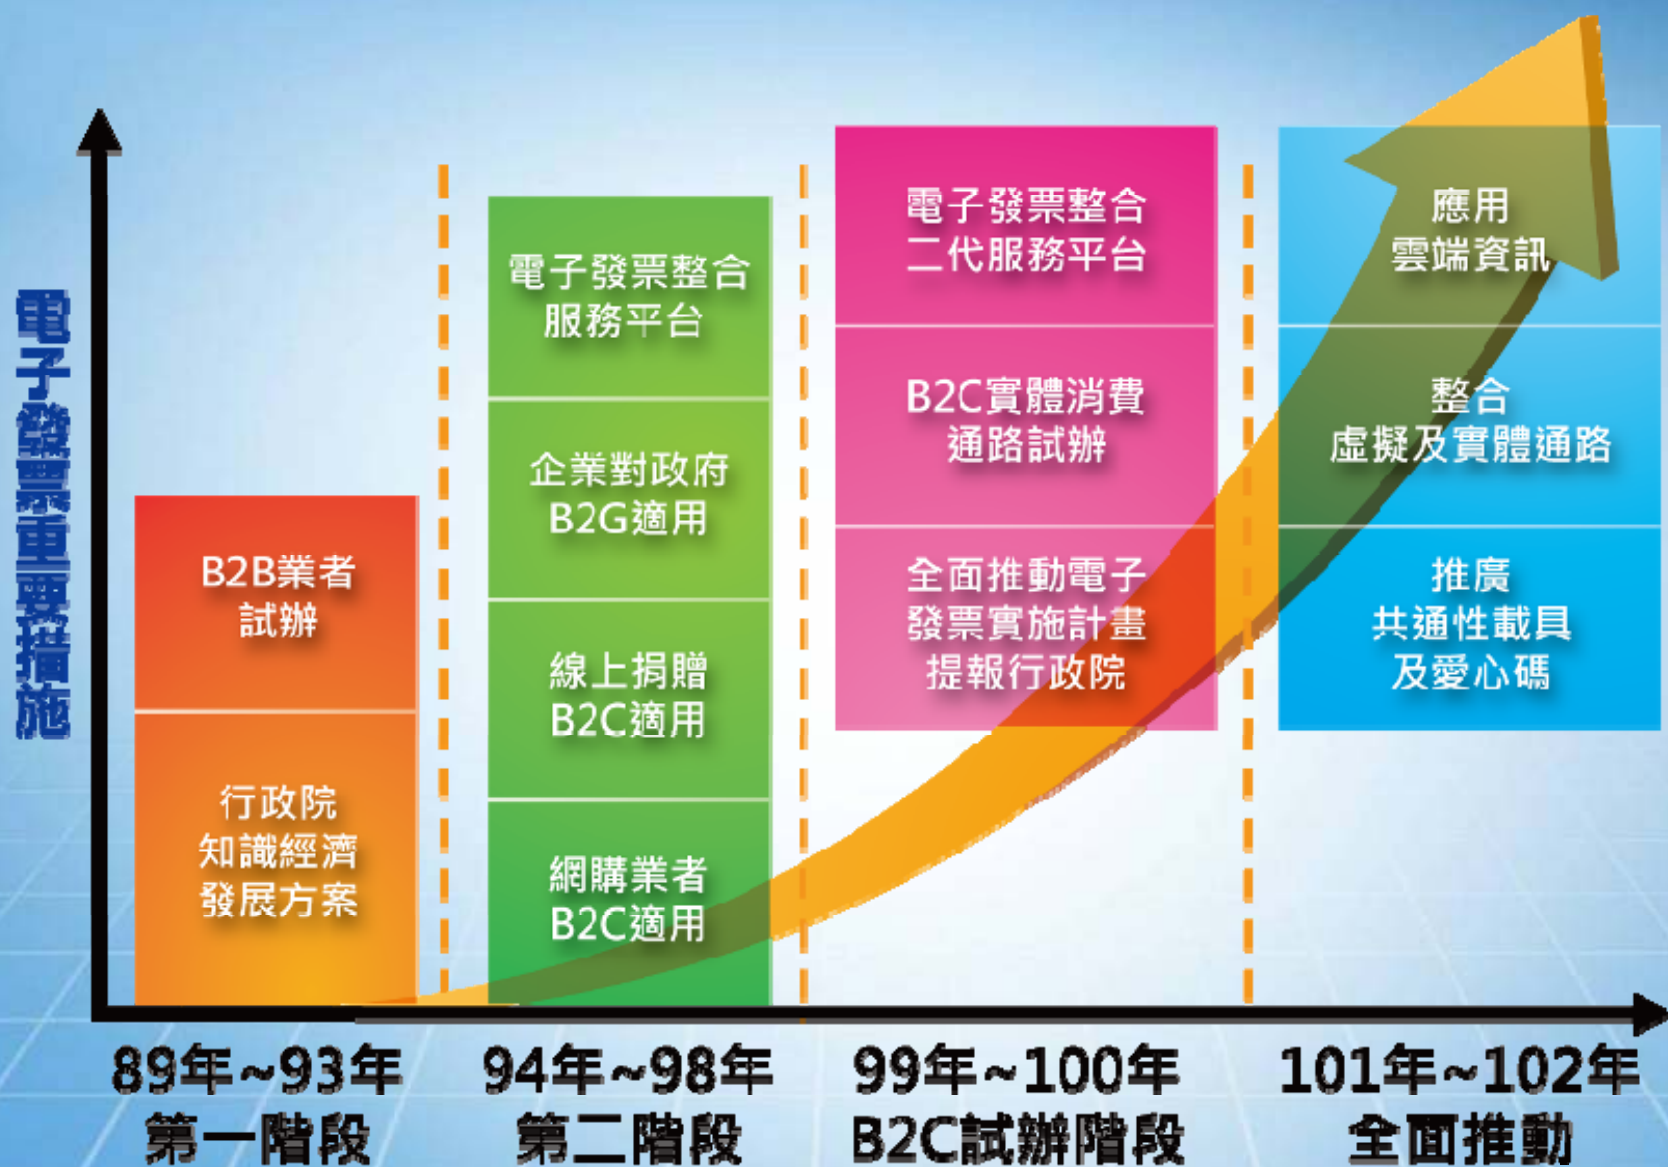 電子發票重要措施
B2B業者
試辦
行政院
知識經濟
發展方案
電子發票整合
服務平台
企業對政府
B2G適用
線上捐贈
B2C適用
網購業者
B2C適用
電子發票整合
二代服務平台
B2C實體消費
通路試辦
全面推動電子
發票實施計畫
提報行政院
應用
雲端資訊
整合
虛擬及實體通路
推廣
共通性載具
及愛心碼
89年~93年
第一階段
94年~98年
第二階段
99年~100年
B2C試辦階段
101年~102年
全面推動